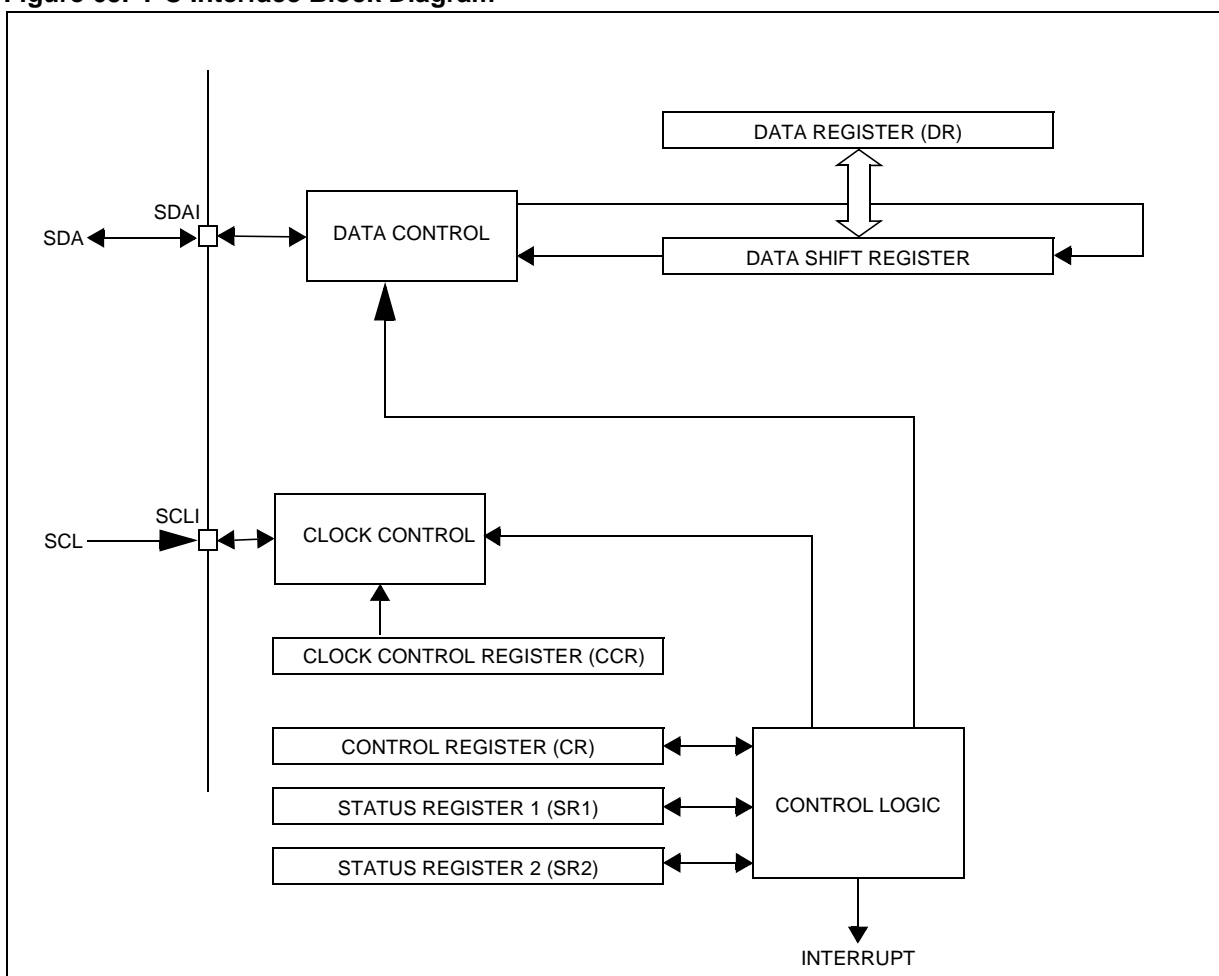 DATA REGISTER (DR)
SDAI
SDA
DATA CONTROL
DATA SHIFT REGISTER
SCLI
SCL
CLOCK CONTROL
CLOCK CONTROL REGISTER (CCR)
CONTROL REGISTER (CR)
STATUS REGISTER 1 (SR1)
CONTROL LOGIC
STATUS REGISTER 2 (SR2)
INTERRUPT